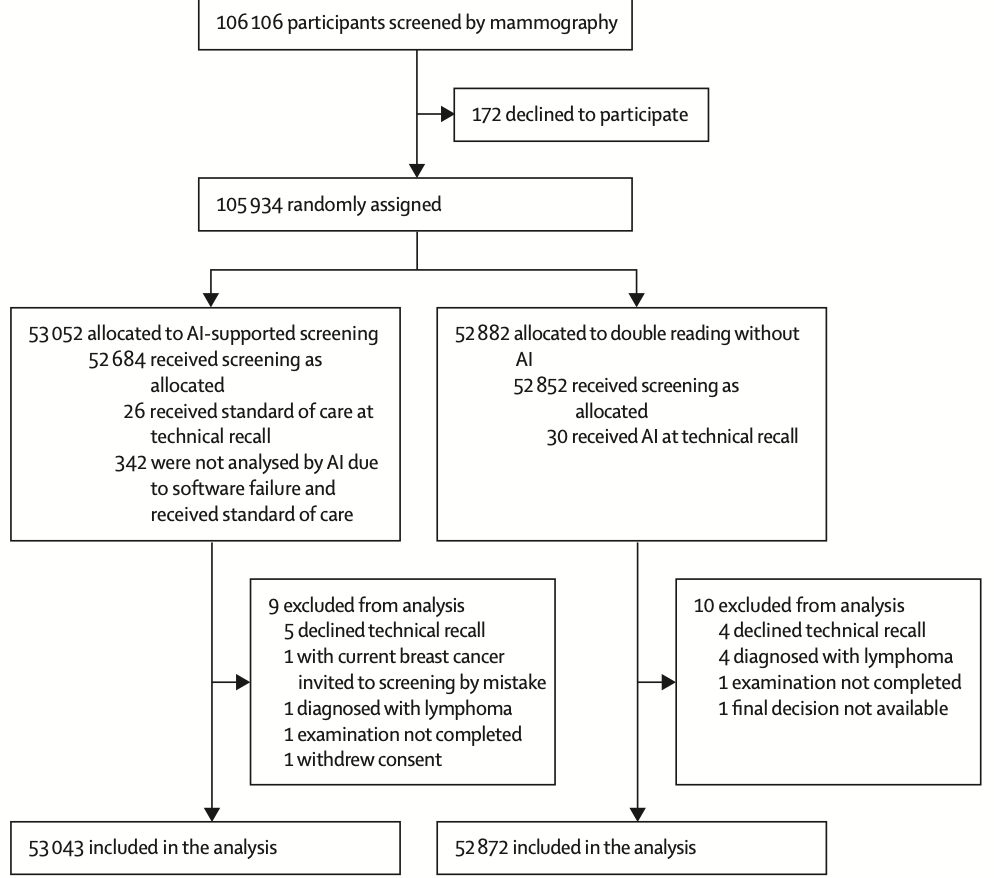 106 106 participants screened by mammography
172 declined to participate
105 934 randomly assigned
53 052 allocated to AI-supported screening
52 684 received screening as
allocated
26 received standard of care at
technical recall
342 were not analysed by AI due
to software failure and
received standard of care
52 882 allocated to double reading without
AI
52 852 received screening as
allocated
30 received AI at technical recall
9 excluded from analysis
5 declined technical recall
1 with current breast cancer
invited to screening by mistake
1 diagnosed with lymphoma
1 examination not completed
1 withdrew consent
10 excluded from analysis
4 declined technical recall
4 diagnosed with lymphoma
1 examination not completed
1 final decision not available
53 043 included in the analysis
52 872 included in the analysis